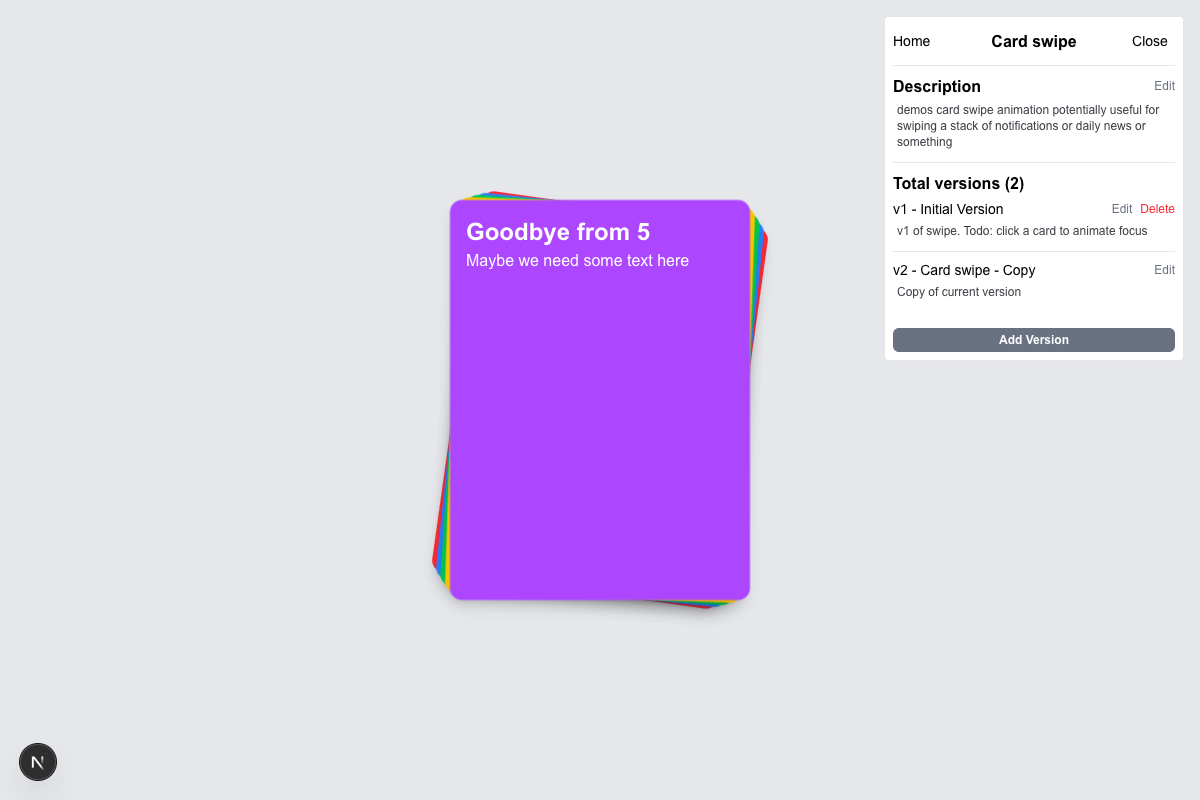 Home
Card swipe
Close
Description
Edit
demos card swipe animation potentially useful for
swiping a stack of notifications or daily news or
something
Total versions (2)
v1 - Initial Version
Edit
Delete
v1 of swipe. Todo: click a card to animate focus
v2 - Card swipe - Copy
Edit
Copy of current version
Add Version
Goodbye from 5
Maybe we need some text here
N